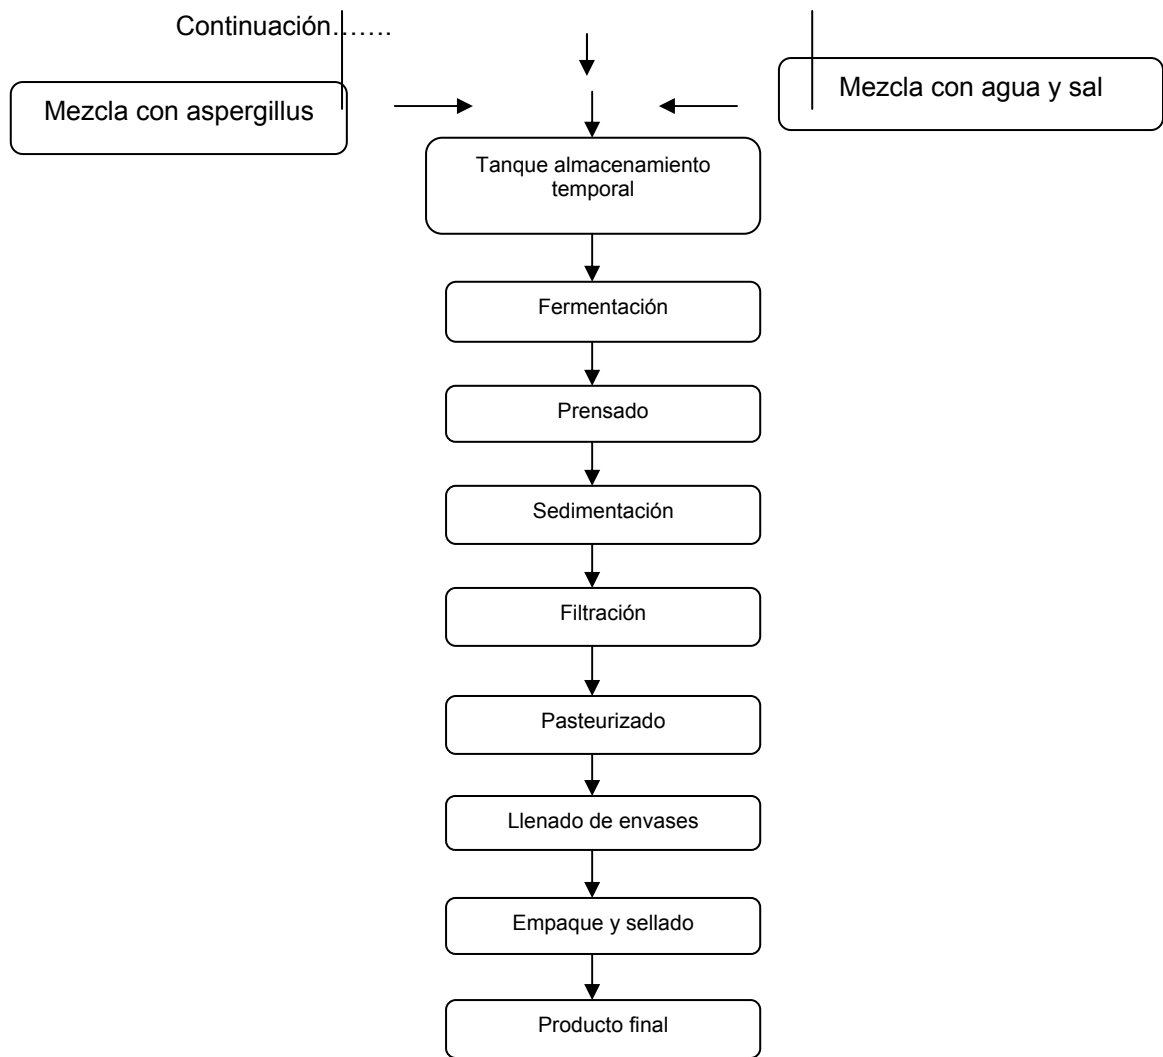 Continuación…….
Mezcla con aspergillus
Mezcla con agua y sal
Tanque almacenamiento
temporal
Fermentación
Prensado
Sedimentación
Filtración
Pasteurizado
Llenado de envases
Empaque y sellado
Producto final